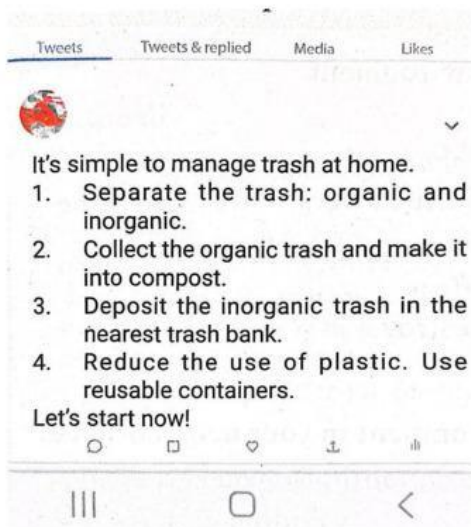 Tweets Tweets & replied Media Likes
It's simple to manage trash at home.
1. Separate the trash: organic and
inorganic.
2. Collect the organic trash and make it
into compost.
3. Deposit the inorganic trash in the
nearest trash bank.
4. Reduce the use of plastic. Use
reusable containers.
Let's start now!